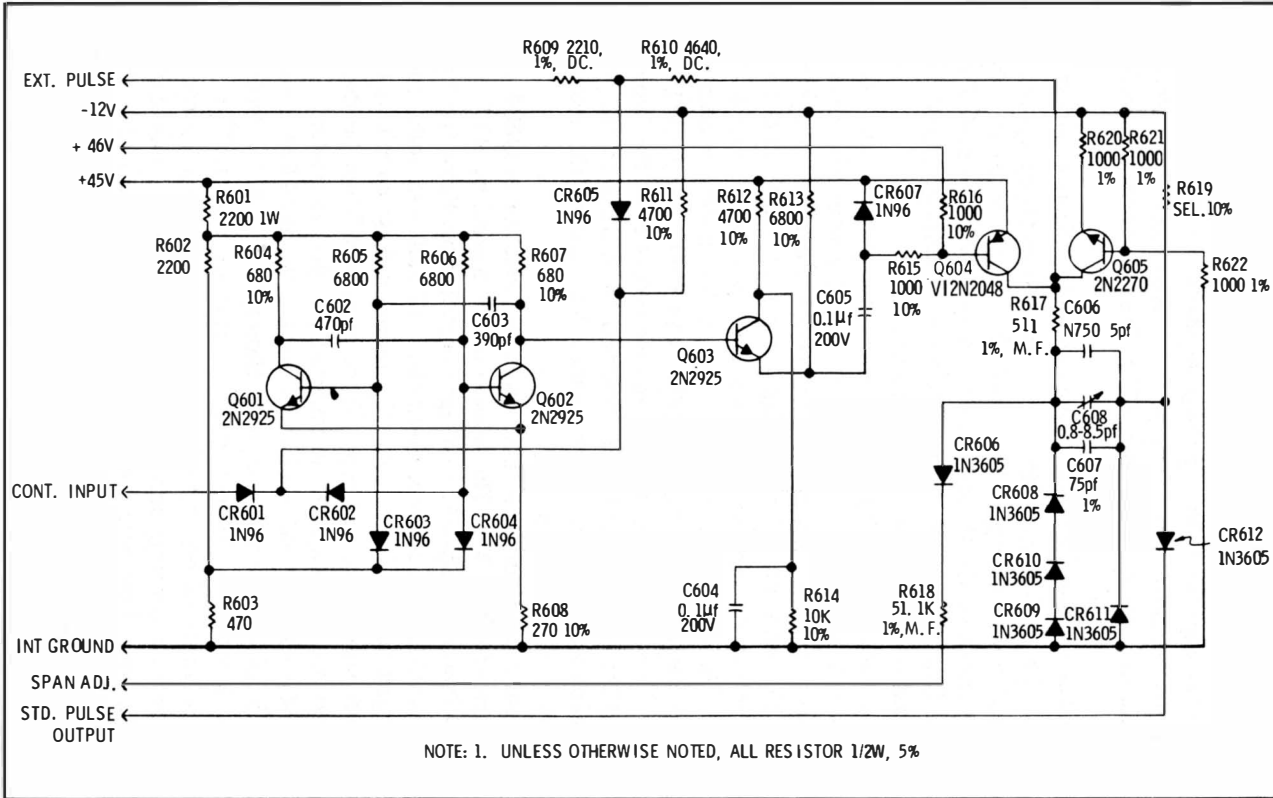 R609 2210,
1%, DC.
R610 4640,
1%, DC.
EXT. PULSE
-12V
+ 46V
+45V
R601
2200 1W
R602
2200
R604
680
10%
R605
6800
R606
6800
R607
680
10%
CR605
1N96
R611
4700
10%
R612
4700
10%
R613
6800
10%
CR607
1N96
R616
1000
10%
R620
1000
1%
R621
1000
1%
R619
SEL. 10%
C602
470pf
C603
390pf
C605
0.1µf
200V
R615
1000
10%
Q604
VI2N2048
Q605
2N2270
R622
1000 1%
R617
511
1%, M.F.
C606
N750 5pf
Q601
2N2925
Q602
2N2925
Q603
2N2925
C608
0.8-8.5pf
C607
75pf
1%
CR606
1N3605
CONT. INPUT
CR601
1N96
CR602
1N96
CR603
1N96
CR604
1N96
CR608
1N3605
CR610
1N3605
CR609
1N3605
CR611
1N3605
CR612
1N3605
R603
470
R608
270 10%
C604
0.1µf
200V
R614
10K
10%
R618
51.1K
1%, M.F.
INT GROUND
SPAN ADJ.
STD. PULSE
OUTPUT
NOTE: 1. UNLESS OTHERWISE NOTED, ALL RESISTOR 1/2W, 5%